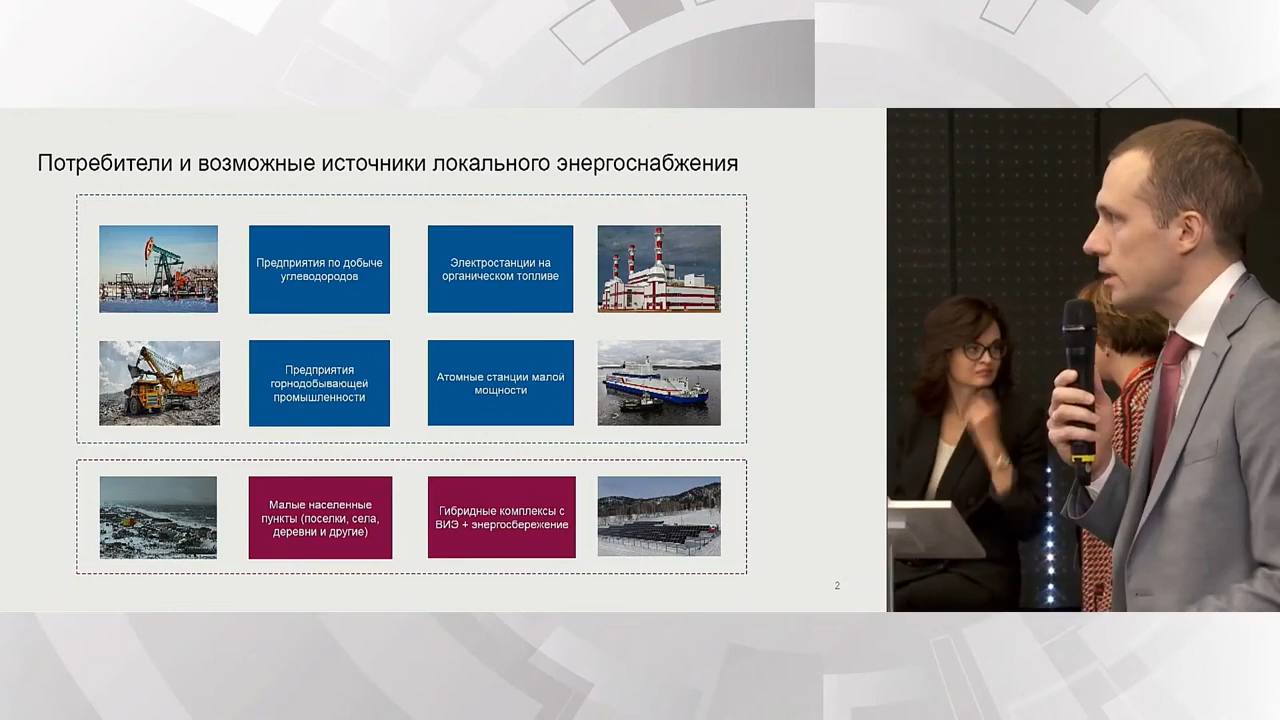 Потребители и возможные источники локального энергоснабжения
Предприятия по добыче
углеводородов
Электростанции на
органическом топливе
Предприятия
горнодобывающей
промышленности
Атомные станции малой
мощности
Малые населенные
пункты (поселки, села,
деревни и другие)
Гибридные комплексы с
ВИЭ + энергосбережение
2